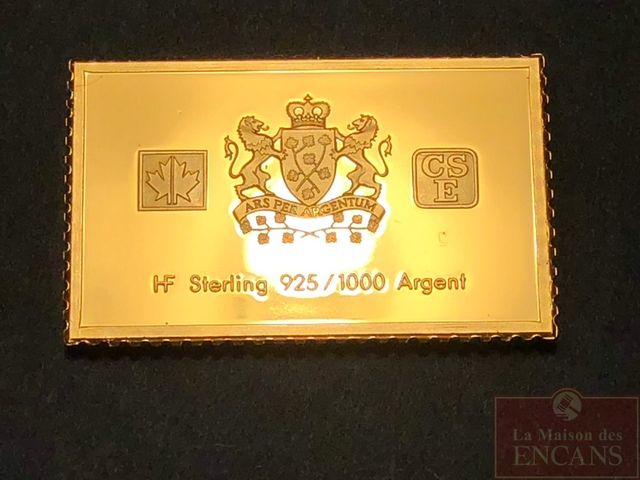 CS
E
ARS PER ARGENTUM
HF Sterling 925/1000 Argent
La Maison des
ENCANS